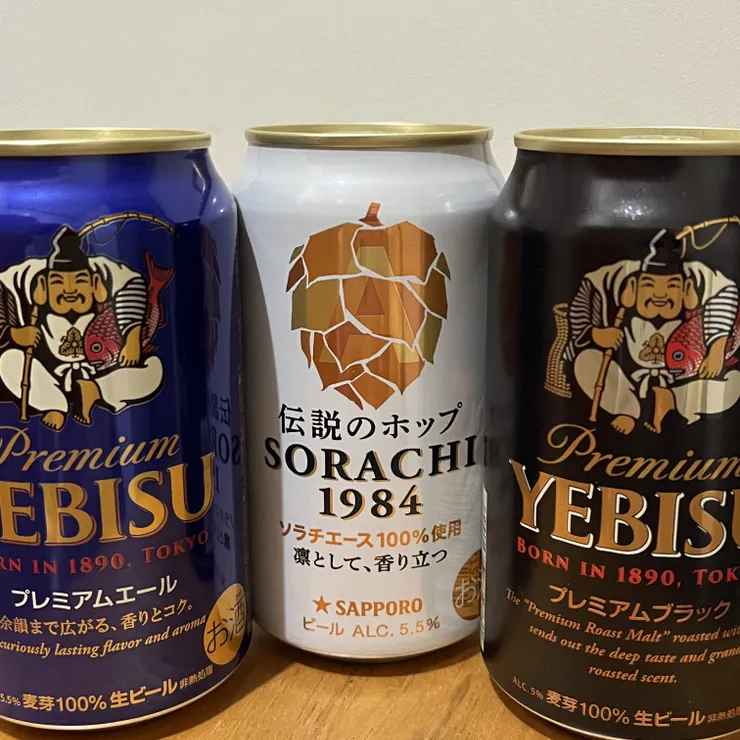 Premium
EBISU
RN IN 1890, TOKYO
プレミアムエール
余韻まで広がる、香りとコク。
curiously lasting flavor and aroma
お酒
5.5% 麦芽100% 生ビール 非熱処理
伝説のホップ
SORACHI
1984
ソラチエース100%使用
凛として、香り立つ
★ SAPPORO
ビール ALC. 5.5%
お
Premium
YEBISU
BORN IN 1890, TOK
プレミアムブラック
The "Premium Roast Malt" roasted wit
sends out the deep taste and grand
roasted scent.
ALC. 5% 麦芽100% 生ビール 非熱処理